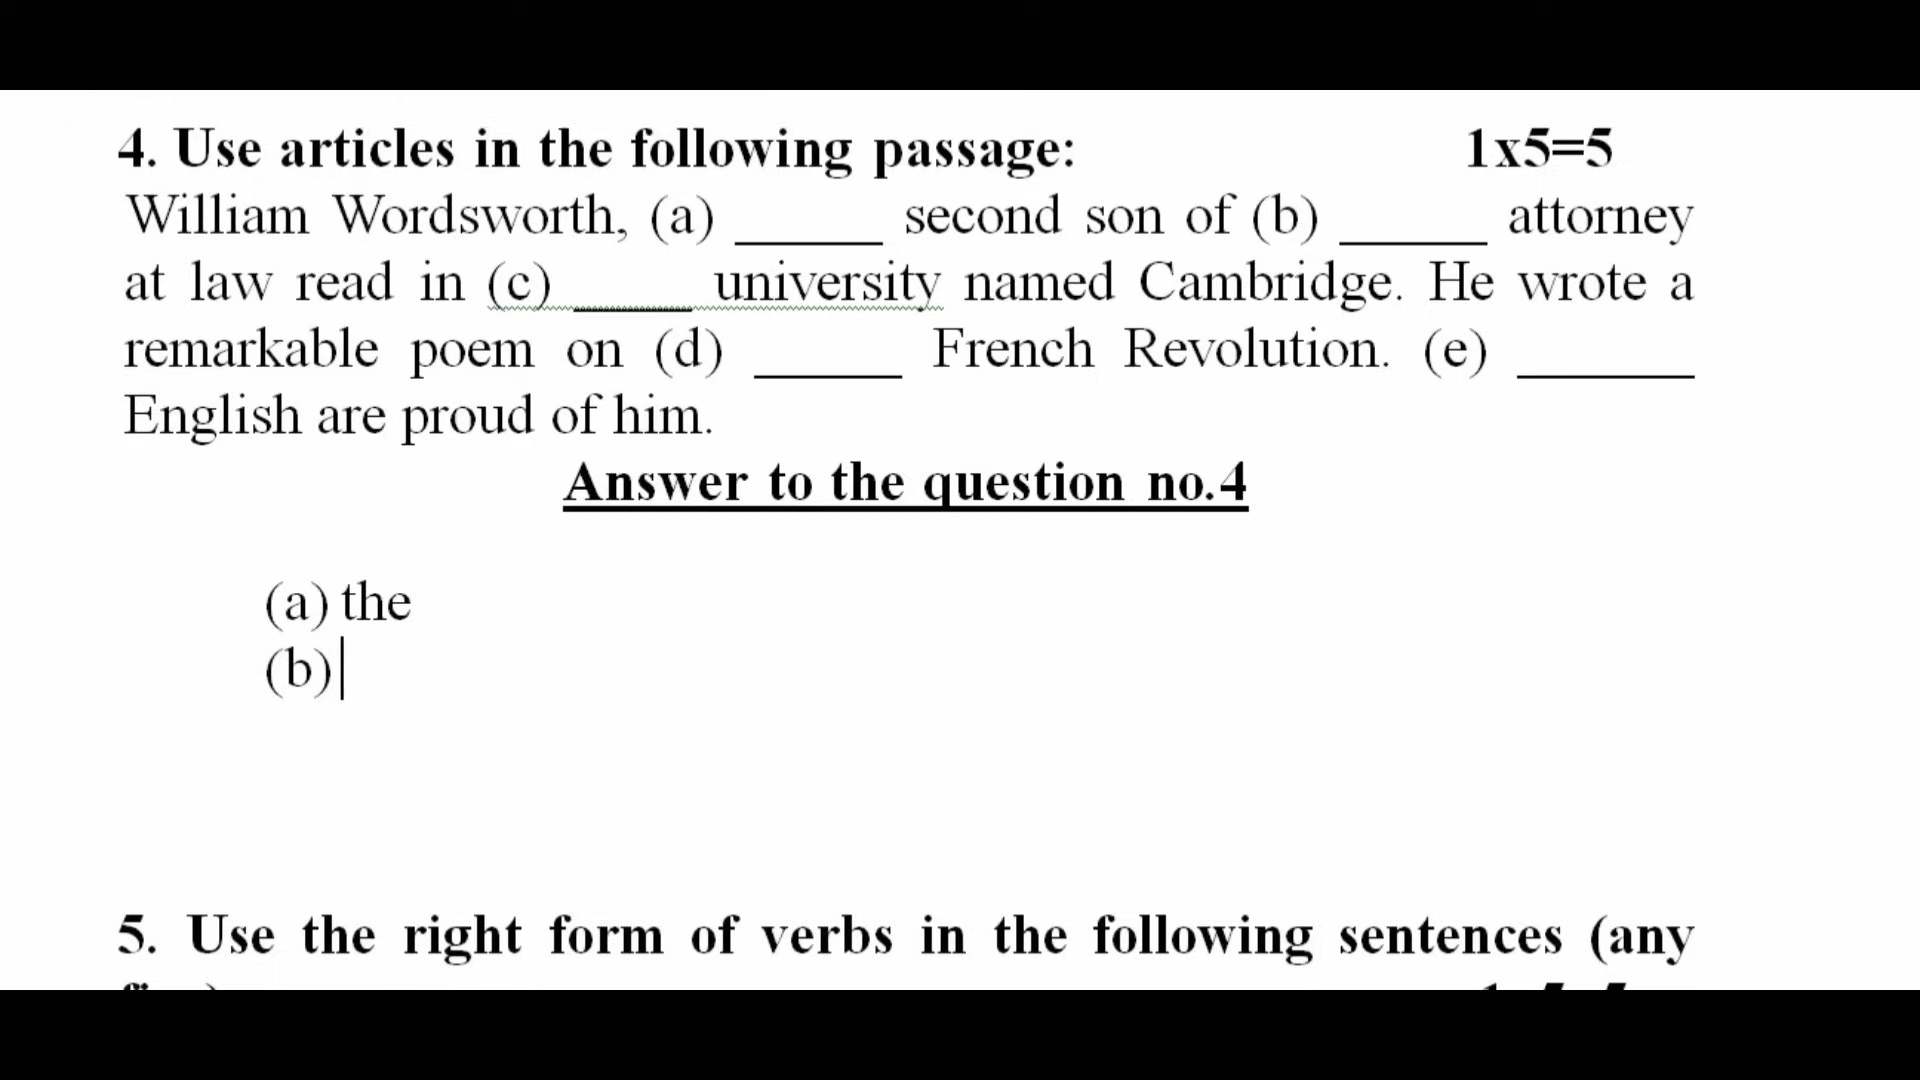 4. Use articles in the following passage: 1x5=5
William Wordsworth, (a) _____ second son of (b) _____ attorney
at law read in (c) ____ university named Cambridge. He wrote a
remarkable poem on (d) _____ French Revolution. (e) ______
English are proud of him.
Answer to the question no.4
(a) the
(b)
5. Use the right form of verbs in the following sentences (any